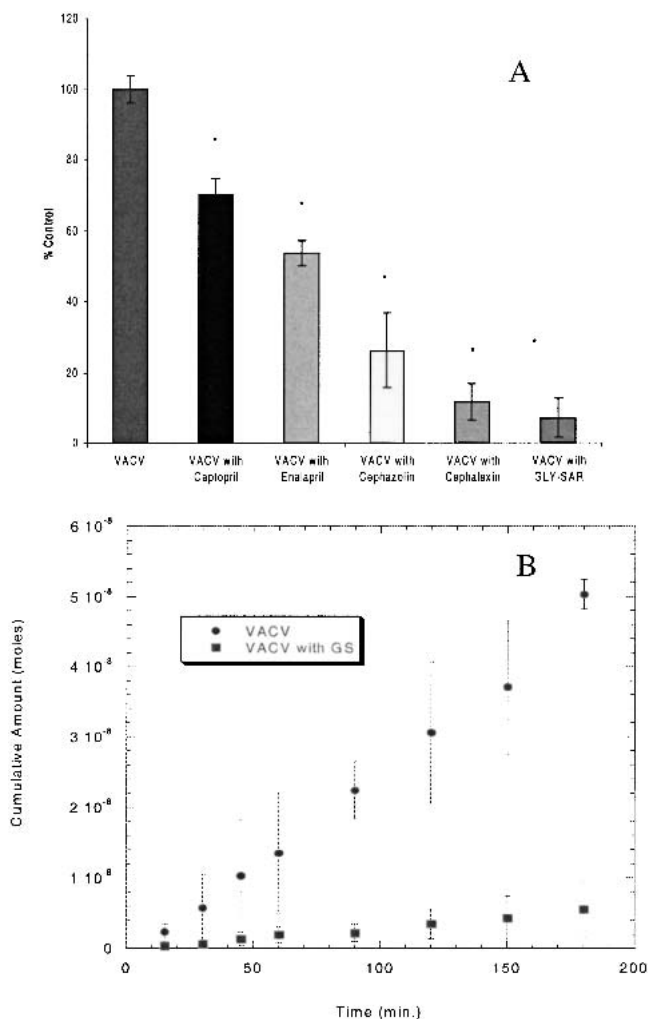 120
A
100
80
60
40
20
0
% Control
VACV
VACV with
Captopril
VACV with
Enalapril
VACV with
Cephazolin
VACV with
Cephalexin
VACV with
GLY-SAR
6 10⁻⁸
B
5 10⁻⁸
VACV
VACV with GS
4 10⁻⁸
3 10⁻⁸
2 10⁻⁸
1 10⁻⁸
0
Cumulative Amount (moles)
0
50
100
150
200
Time (min.)